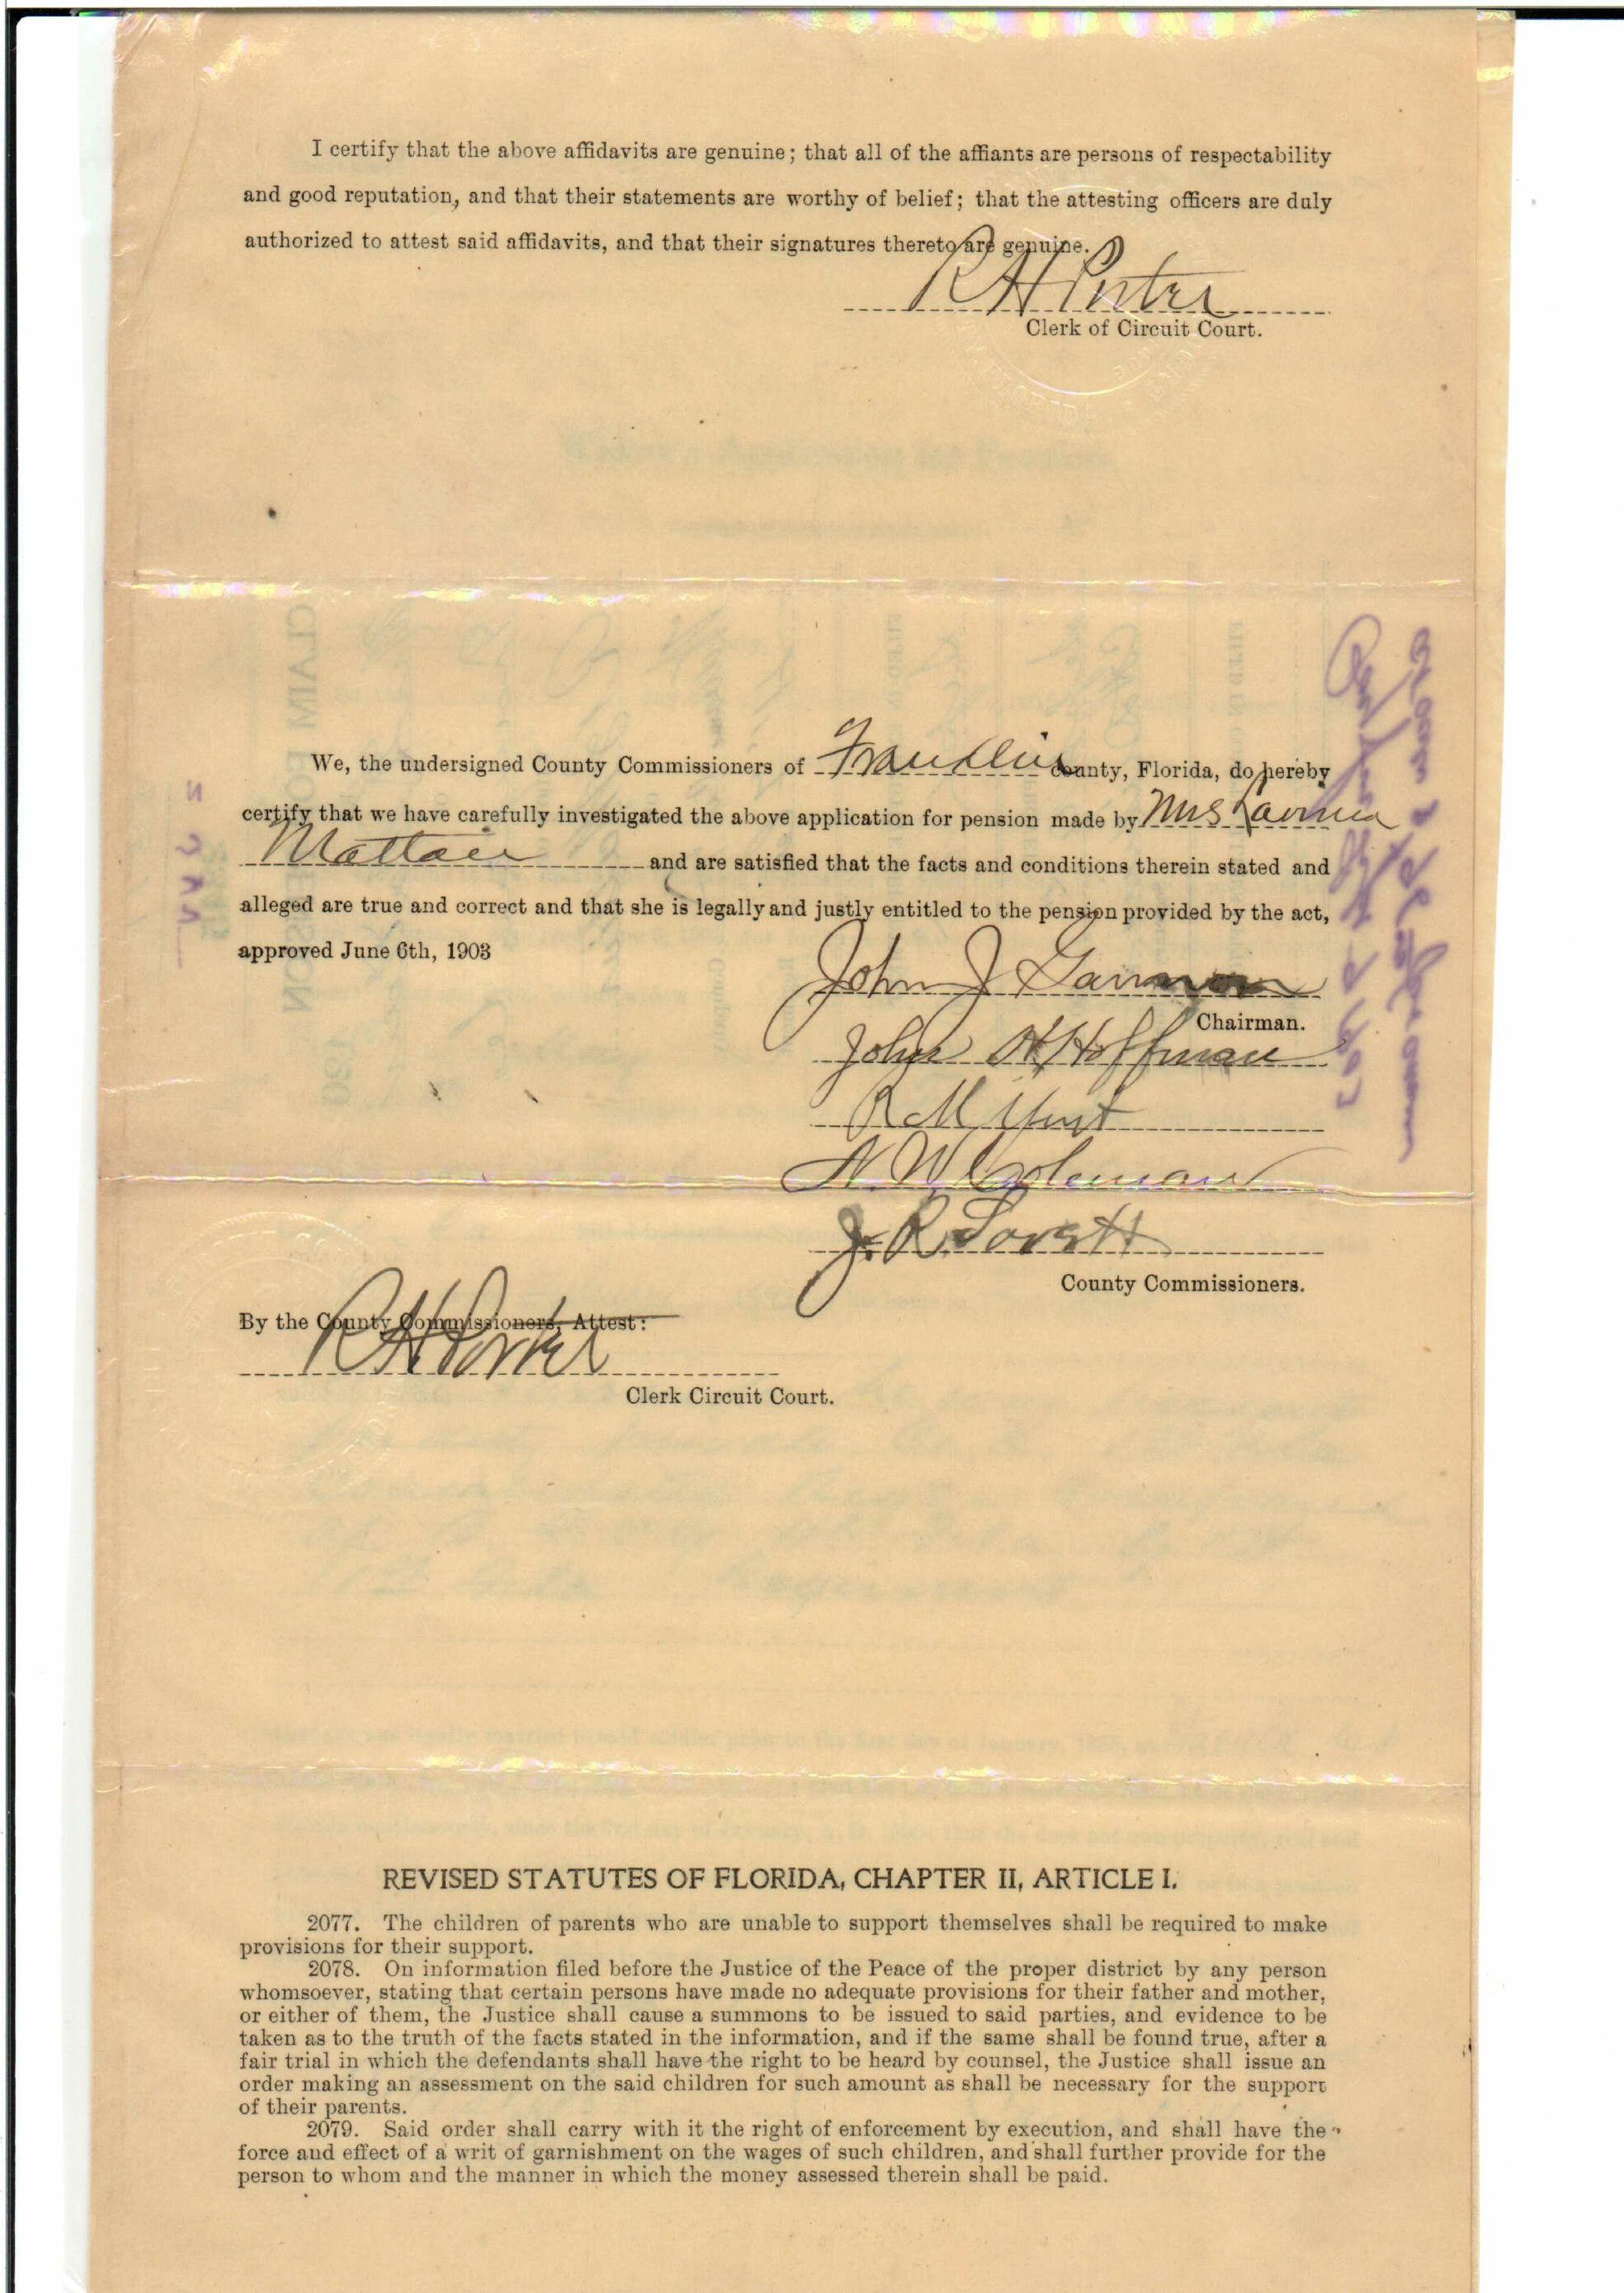 I certify that the above affidavits are genuine; that all of the affiants are persons of respectability
and good reputation, and that their statements are worthy of belief; that the attesting officers are duly
authorized to attest said affidavits, and that their signatures thereto are genuine.
R H Porter
Clerk of Circuit Court.
We, the undersigned County Commissioners of Franklin County, Florida, do hereby
certify that we have carefully investigated the above application for pension made by Mrs Lavinia
Mattair and are satisfied that the facts and conditions therein stated and
alleged are true and correct and that she is legally and justly entitled to the pension provided by the act,
approved June 6th, 1903
John J
Chairman.
John H Hoffman
R M
N W Coleman
J. R. Lovett
County Commissioners.
By the County Commissioners, Attest:
R H Porter
Clerk Circuit Court.
REVISED STATUTES OF FLORIDA, CHAPTER II, ARTICLE I.
2077. The children of parents who are unable to support themselves shall be required to make
provisions for their support.
2078. On information filed before the Justice of the Peace of the proper district by any person
whomsoever, stating that certain persons have made no adequate provisions for their father and mother,
or either of them, the Justice shall cause a summons to be issued to said parties, and evidence to be
taken as to the truth of the facts stated in the information, and if the same shall be found true, after a
fair trial in which the defendants shall have the right to be heard by counsel, the Justice shall issue an
order making an assessment on the said children for such amount as shall be necessary for the support
of their parents.
2079. Said order shall carry with it the right of enforcement by execution, and shall have the
force and effect of a writ of garnishment on the wages of such children, and shall further provide for the
person to whom and the manner in which the money assessed therein shall be paid.